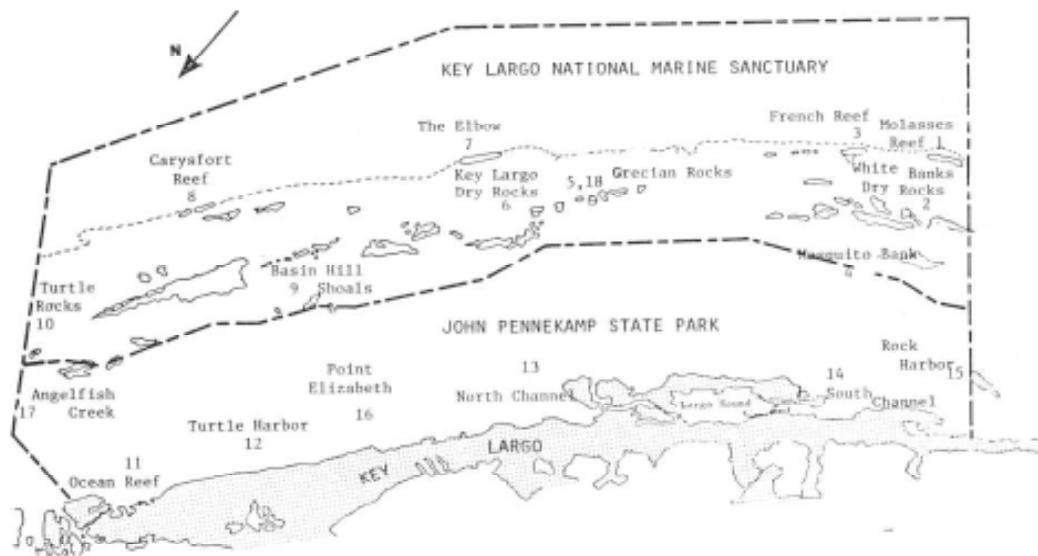 N
KEY LARGO NATIONAL MARINE SANCTUARY
French Reef
3
Molasses
Reef 1
The Elbow
7
Carysfort
Reef
8
Key Largo
Dry Rocks
6
5,18 Grecian Rocks
White Banks
Dry Rocks
2
Mosquito Bank
4
Basin Hill
9 Shoals
Turtle
Rocks
10
JOHN PENNEKAMP STATE PARK
Rock
Harbor
15
Point
Elizabeth
16
13
North Channel
14
South
Channel
Largo Sound
Angelfish
17 Creek
Turtle Harbor
12
11
Ocean Reef
KEY
LARGO